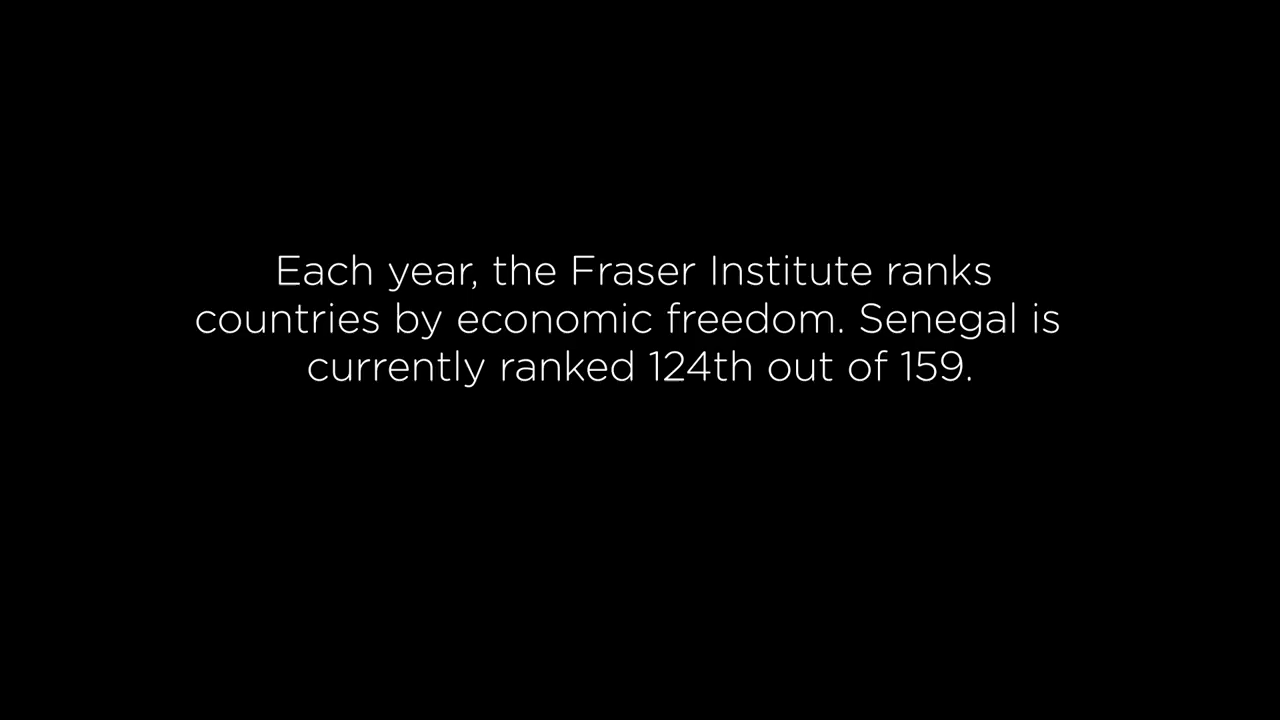 Each year, the Fraser Institute ranks
countries by economic freedom. Senegal is
currently ranked 124th out of 159.